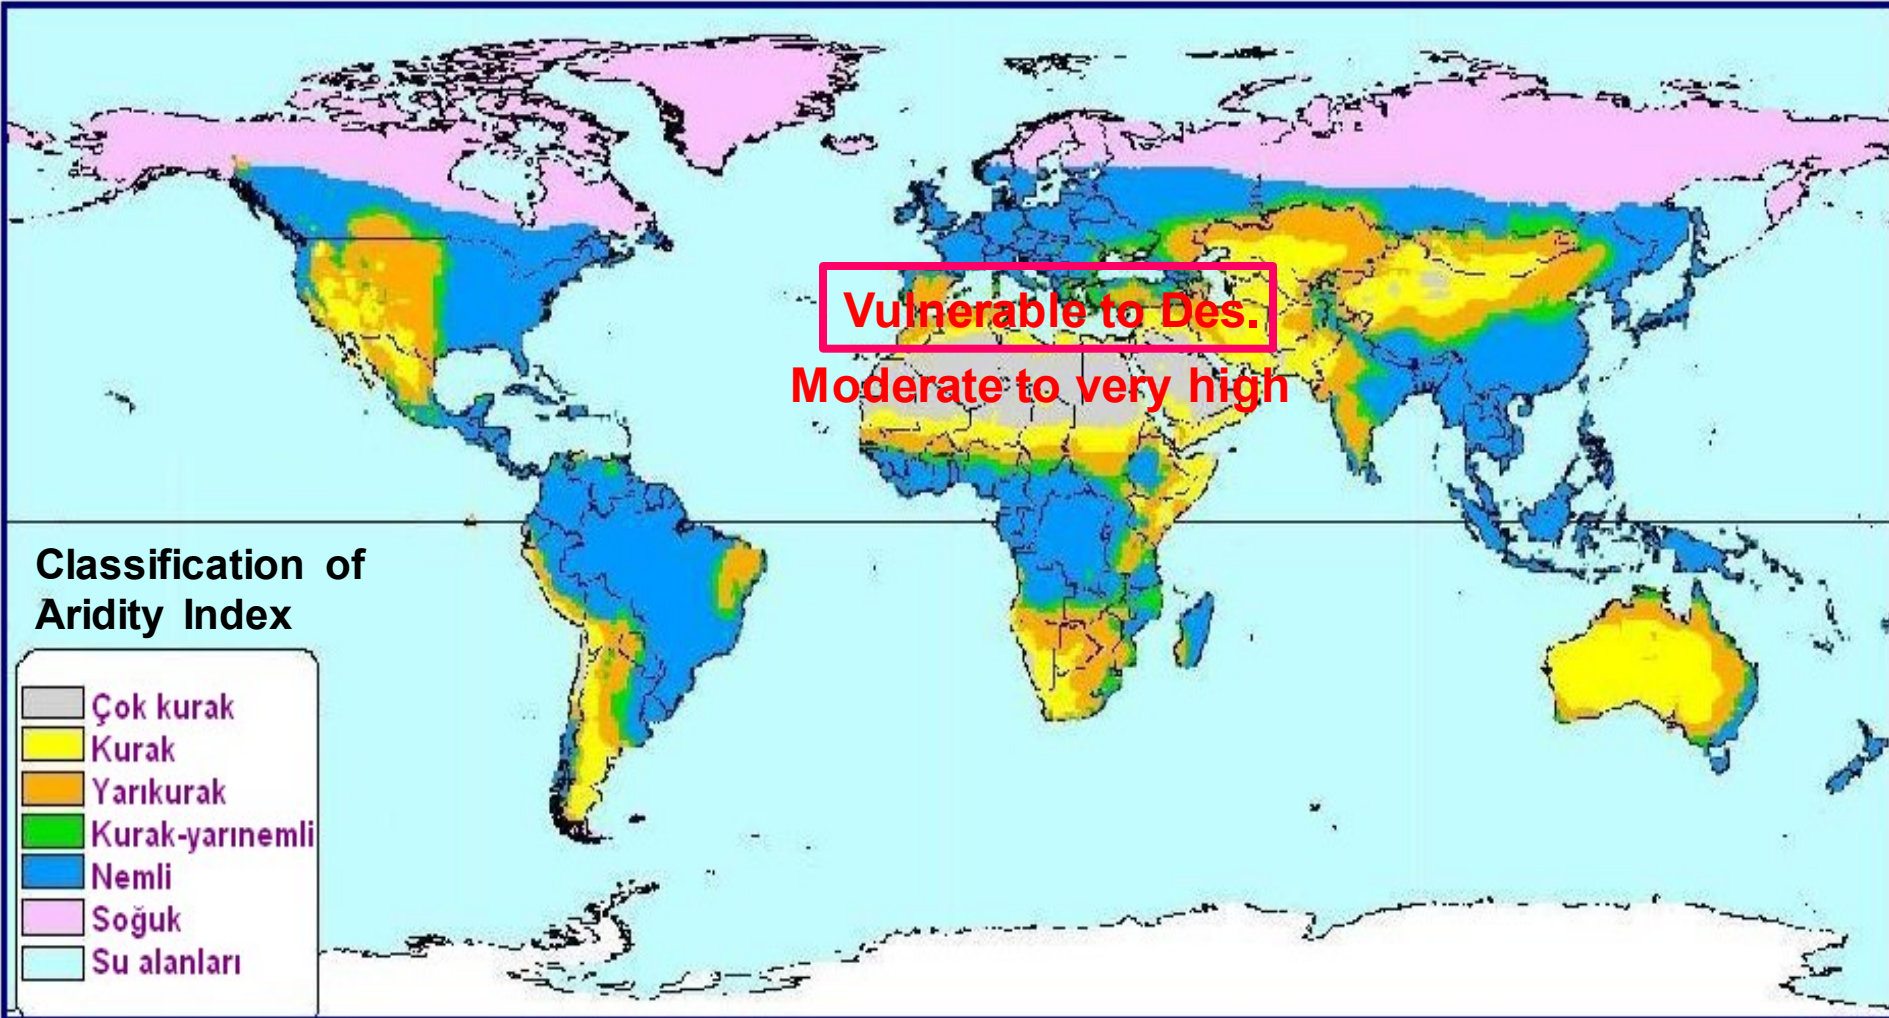 Vulnerable to Des.
Moderate to very high
Classification of
Aridity Index
Çok kurak
Kurak
Yarıkurak
Kurak-yarınemli
Nemli
Soğuk
Su alanları